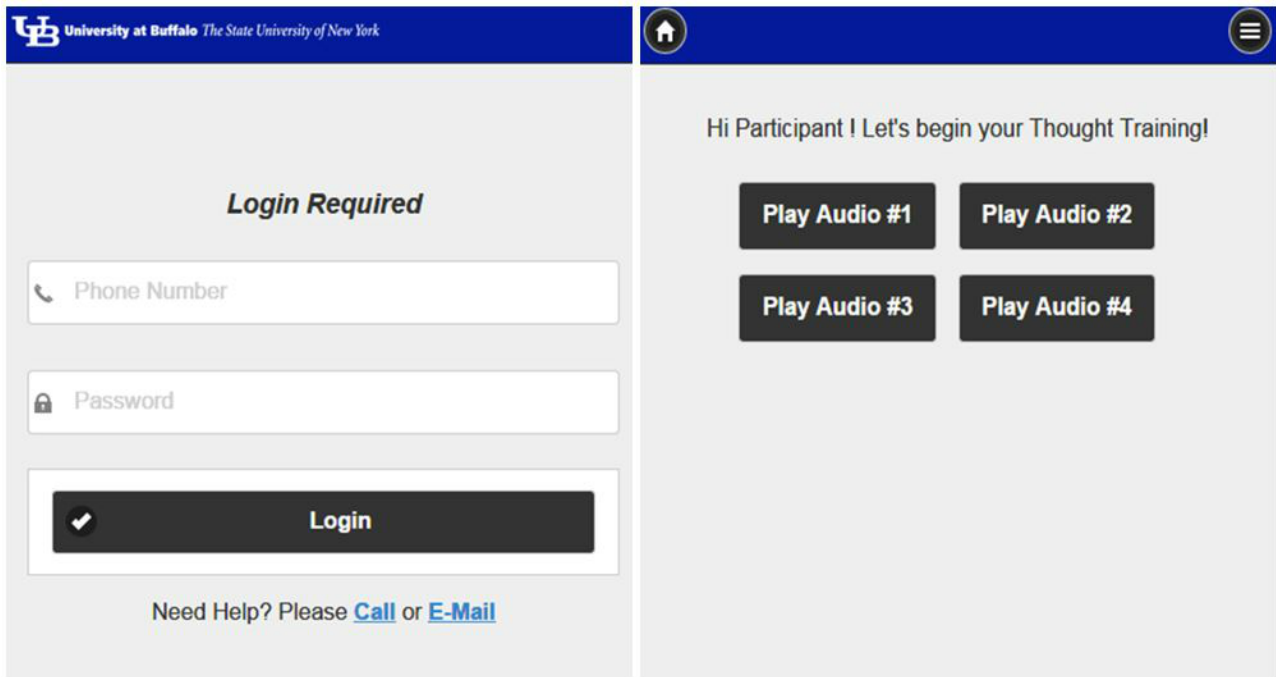 UB University at Buffalo The State University of New York
Login Required
Phone Number
Password
Login
Need Help? Please Call or E-Mail
Hi Participant ! Let's begin your Thought Training!
Play Audio #1 Play Audio #2
Play Audio #3 Play Audio #4